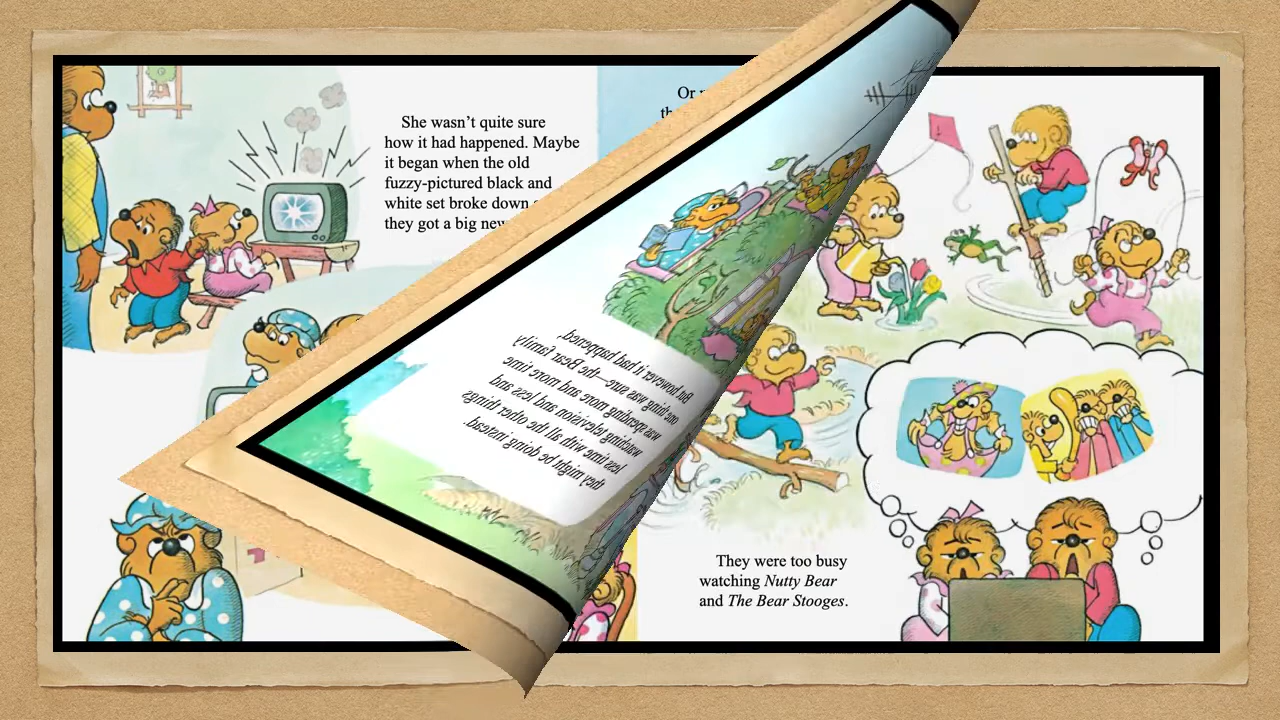 She wasn’t quite sure
how it had happened. Maybe
it began when the old
fuzzy-pictured black and
white set broke down
they got a big new
Or
But however it had happened,
one thing was sure—the Bear family
was spending more and more time
watching television and less and
less time with all the other things
they might be doing instead.
They were too busy
watching Nutty Bear
and The Bear Stooges.